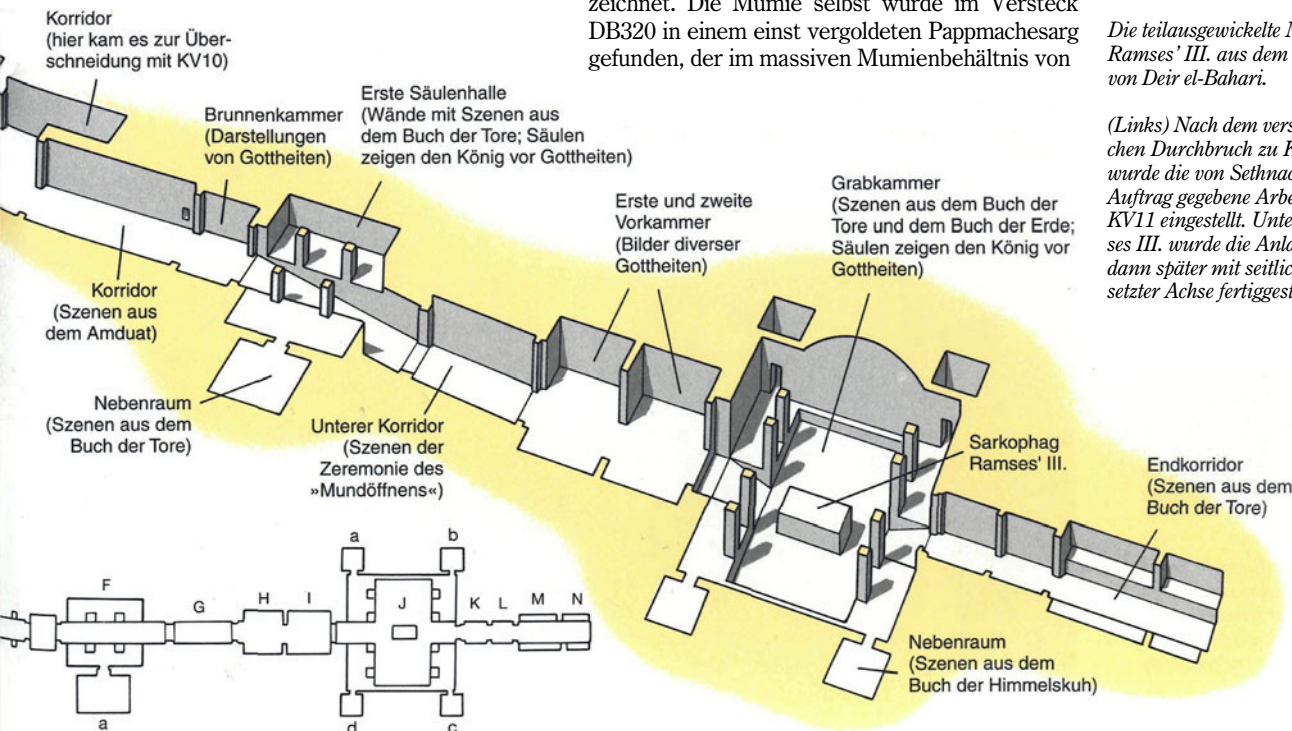 zeichnet. Die Mumie selbst wurde im Versteck
DB320 in einem einst vergoldeten Pappmachesarg
gefunden, der im massiven Mumienbehältnis von
Die teilausgewickelte
Ramses’ III. aus dem
von Deir el-Bahari.
(Links) Nach dem
chen Durchbruch zu
wurde die von
Auftrag gegebene
KV11 eingestellt.
ses III. wurde die
dann später mit
setzter Achse
Korridor
(hier kam es zur Über-
schneidung mit KV10)
Brunnenkammer
(Darstellungen
von Gottheiten)
Erste Säulenhalle
(Wände mit Szenen aus
dem Buch der Tore; Säulen
zeigen den König vor Gottheiten)
Erste und zweite
Vorkammer
(Bilder diverser
Gottheiten)
Grabkammer
(Szenen aus dem Buch der
Tore und dem Buch der Erde;
Säulen zeigen den König vor
Gottheiten)
Korridor
(Szenen aus
dem Amduat)
Nebenraum
(Szenen aus dem
Buch der Tore)
Unterer Korridor
(Szenen der
Zeremonie des
»Mundöffnens«)
Sarkophag
Ramses' III.
Endkorridor
(Szenen aus dem
Buch der Tore)
Nebenraum
(Szenen aus dem
Buch der Himmelskuh)
a b
F G H I J K L M N
a d c